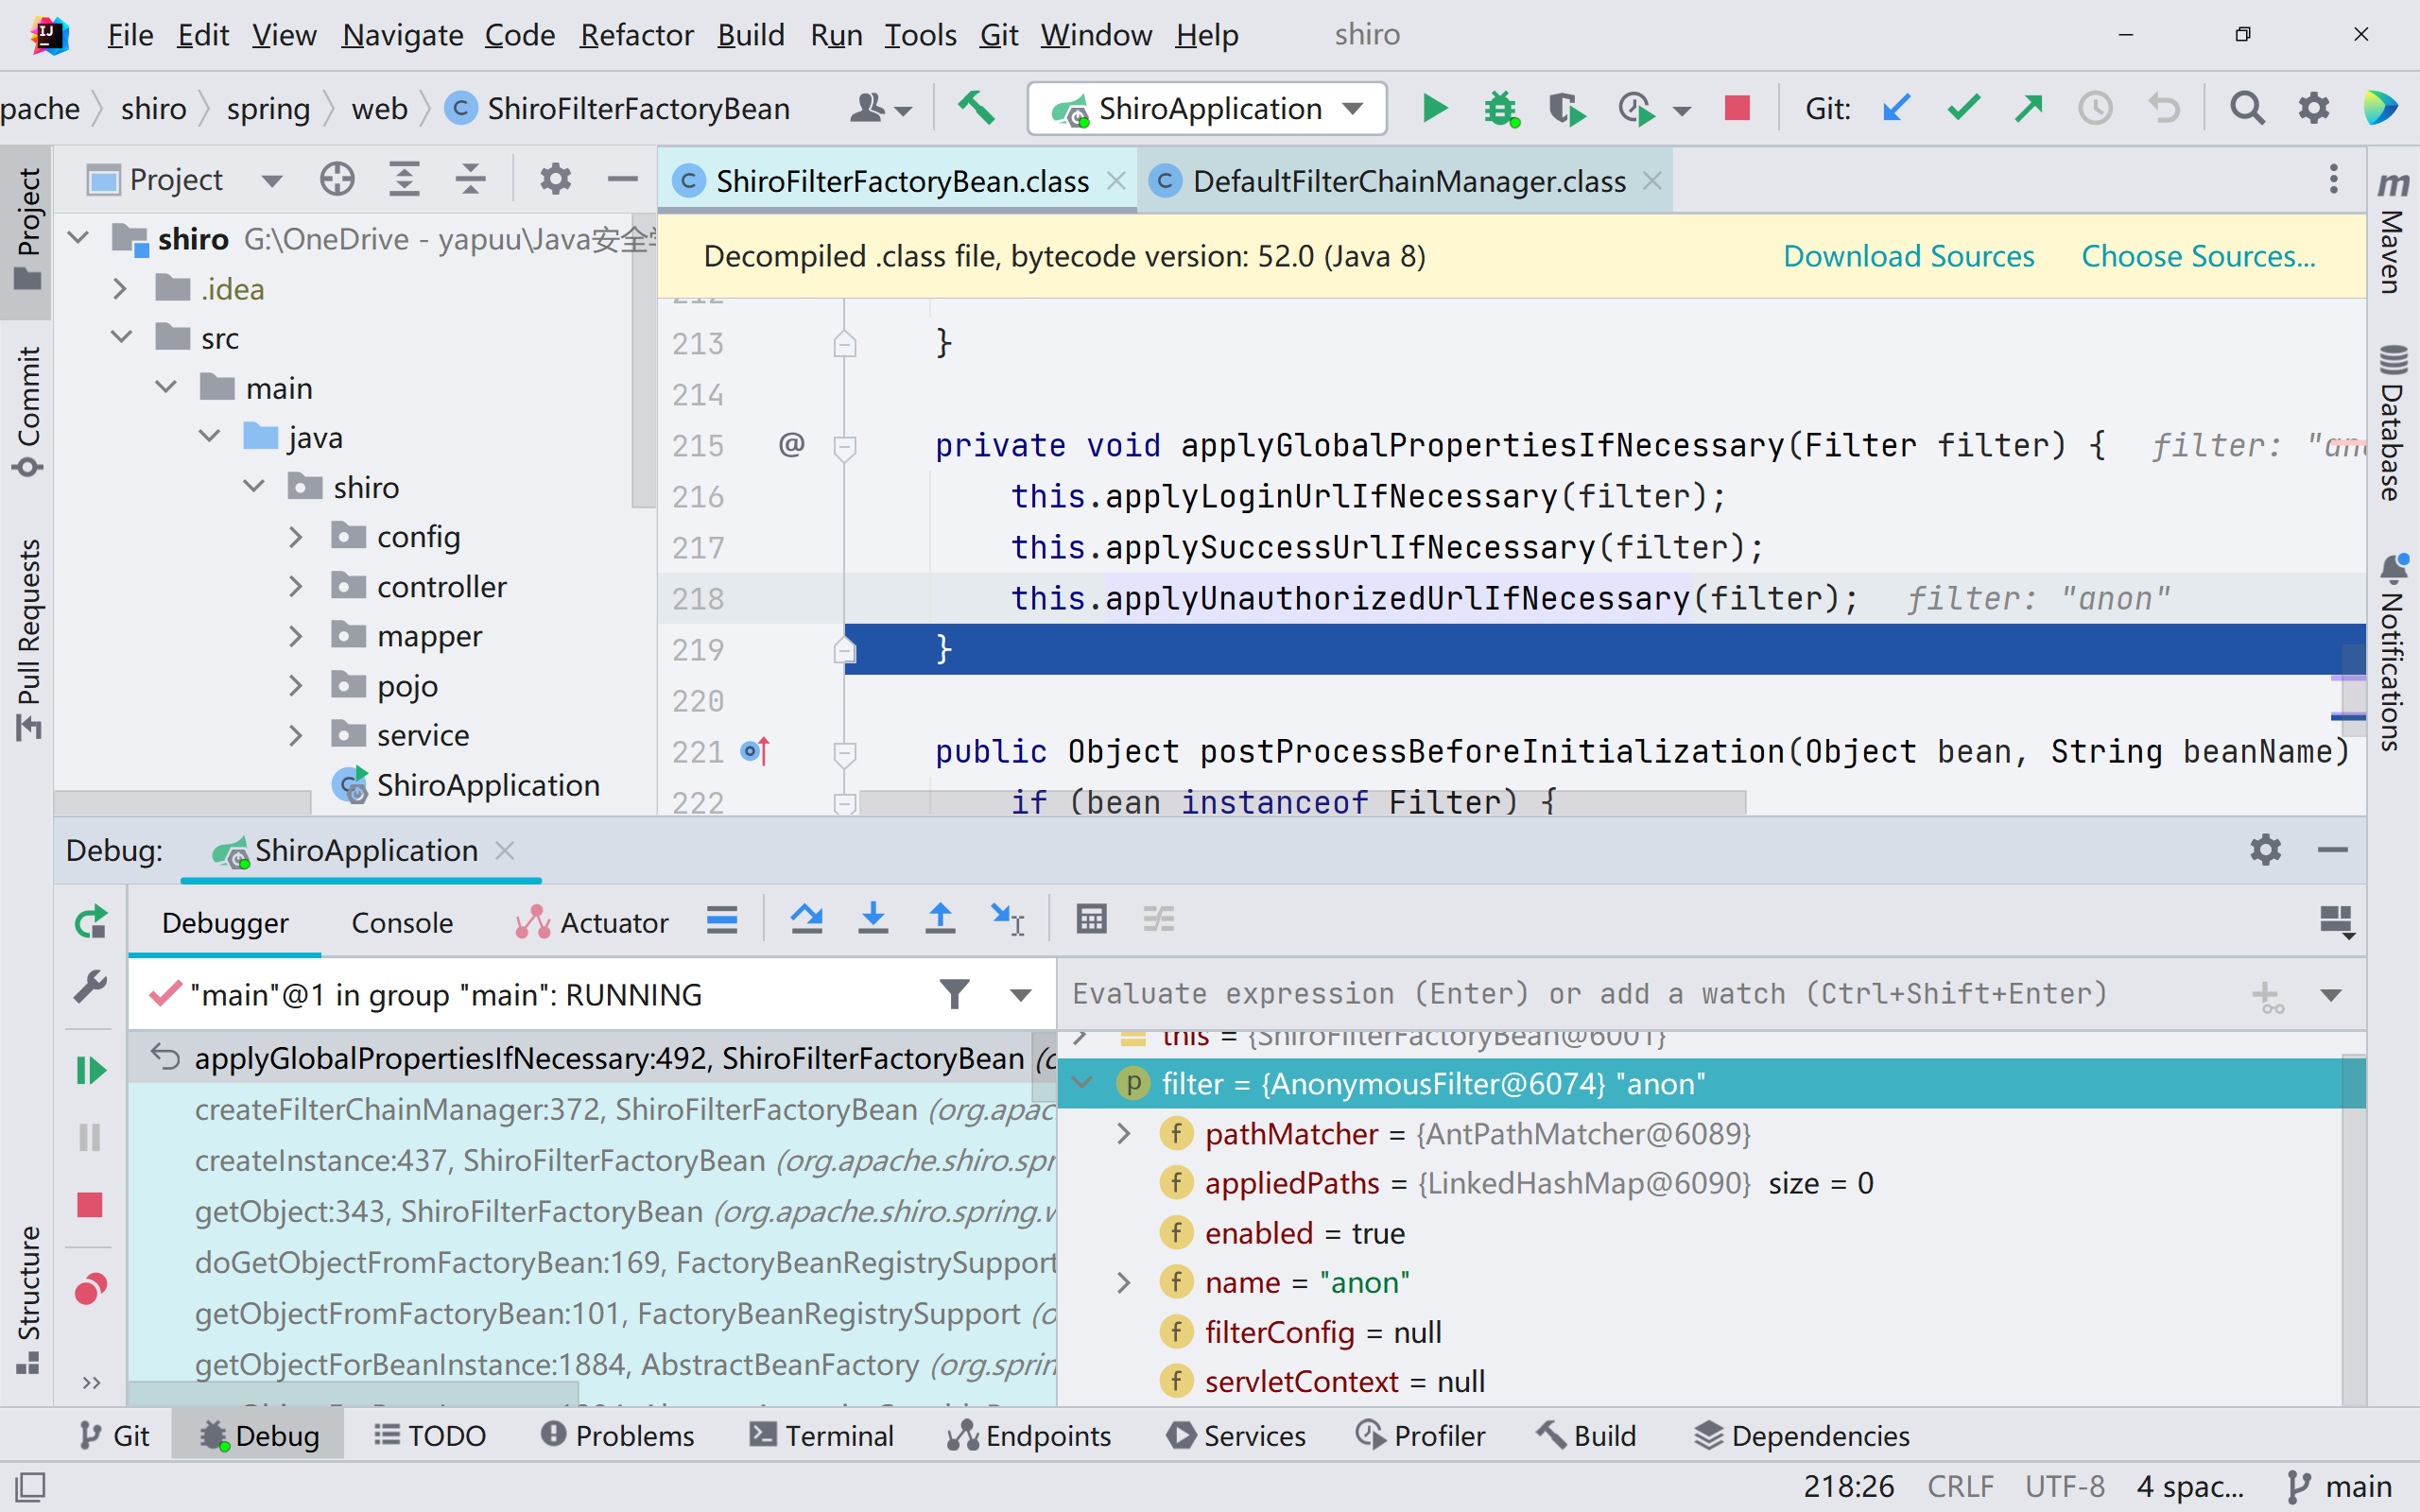 File Edit View Navigate Code Refactor Build Run Tools Git Window Help shiro
pache shiro spring web ShiroFilterFactoryBean ShiroApplication Git:
Project
ShiroFilterFactoryBean.class DefaultFilterChainManager.class
shiro G:\OneDrive - yapuu\Java安全
.idea
src
main
java
shiro
config
controller
mapper
pojo
service
ShiroApplication
Decompiled .class file, bytecode version: 52.0 (Java 8) Download Sources Choose Sources...
212
213 }
214
215 @ private void applyGlobalPropertiesIfNecessary(Filter filter) { filter: "an
216 this.applyLoginUrlIfNecessary(filter);
217 this.applySuccessUrlIfNecessary(filter);
218 this.applyUnauthorizedUrlIfNecessary(filter); filter: "anon"
219 }
220
221 public Object postProcessBeforeInitialization(Object bean, String beanName)
222 if (bean instanceof Filter) {
Project
Commit
Pull Requests
Structure
Maven
Database
Notifications
Debug: ShiroApplication
Debugger Console Actuator
"main"@1 in group "main": RUNNING
applyGlobalPropertiesIfNecessary:492, ShiroFilterFactoryBean (o
createFilterChainManager:372, ShiroFilterFactoryBean (org.apac
createInstance:437, ShiroFilterFactoryBean (org.apache.shiro.spr
getObject:343, ShiroFilterFactoryBean (org.apache.shiro.spring.w
doGetObjectFromFactoryBean:169, FactoryBeanRegistrySupport
getObjectFromFactoryBean:101, FactoryBeanRegistrySupport (o
getObjectForBeanInstance:1884, AbstractBeanFactory (org.sprin
Evaluate expression (Enter) or add a watch (Ctrl+Shift+Enter)
this = {ShiroFilterFactoryBean@6001}
filter = {AnonymousFilter@6074} "anon"
pathMatcher = {AntPathMatcher@6089}
appliedPaths = {LinkedHashMap@6090} size = 0
enabled = true
name = "anon"
filterConfig = null
servletContext = null
Git Debug TODO Problems Terminal Endpoints Services Profiler Build Dependencies
218:26 CRLF UTF-8 4 spac... main